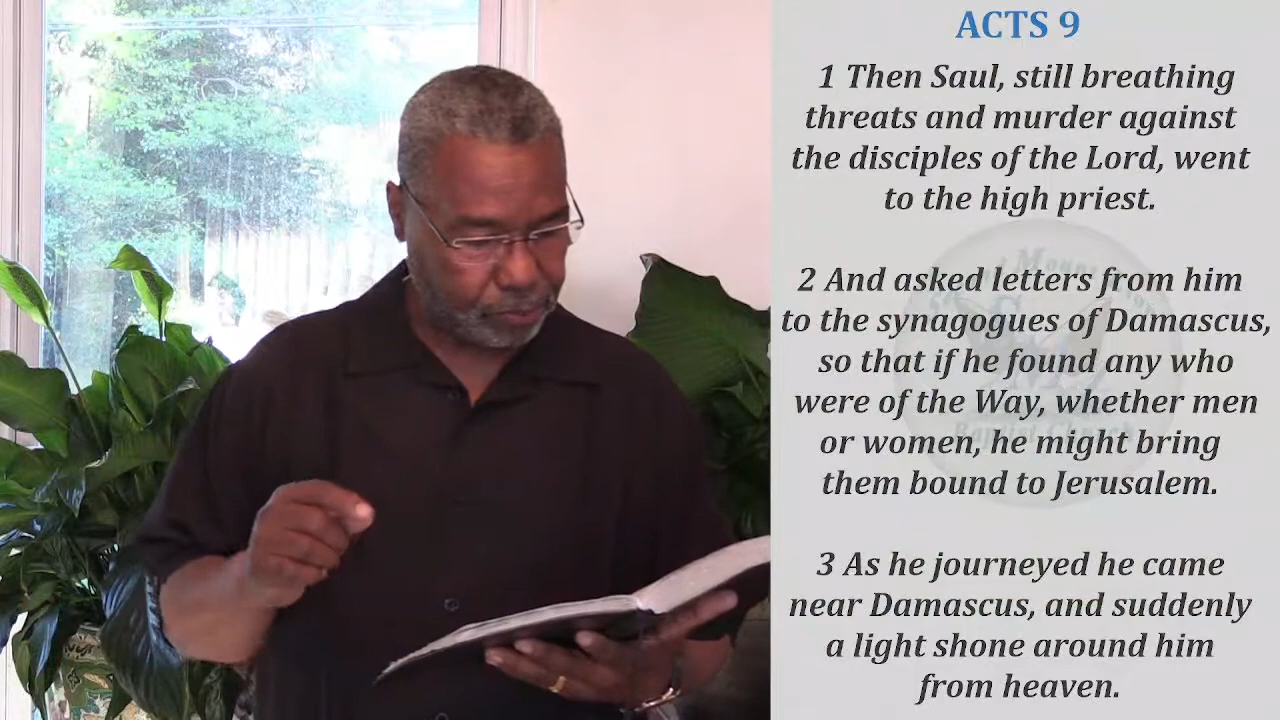 ACTS 9
1 Then Saul, still breathing
threats and murder against
the disciples of the Lord, went
to the high priest.
2 And asked letters from him
to the synagogues of Damascus,
so that if he found any who
were of the Way, whether men
or women, he might bring
them bound to Jerusalem.
3 As he journeyed he came
near Damascus, and suddenly
a light shone around him
from heaven.
Baptist Church